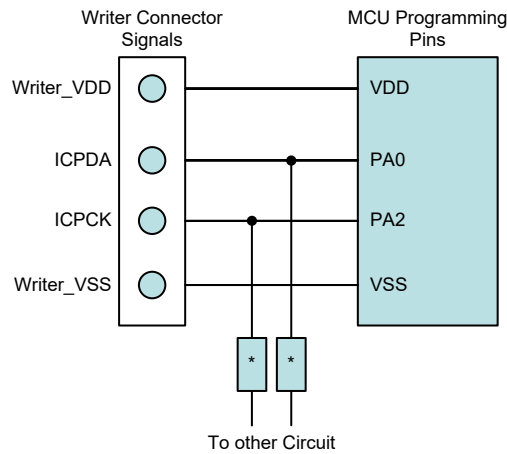 Writer Connector
Signals
MCU Programming
Pins
Writer_VDD
VDD
ICPDA
PA0
ICPCK
PA2
Writer_VSS
VSS
* *
To other Circuit